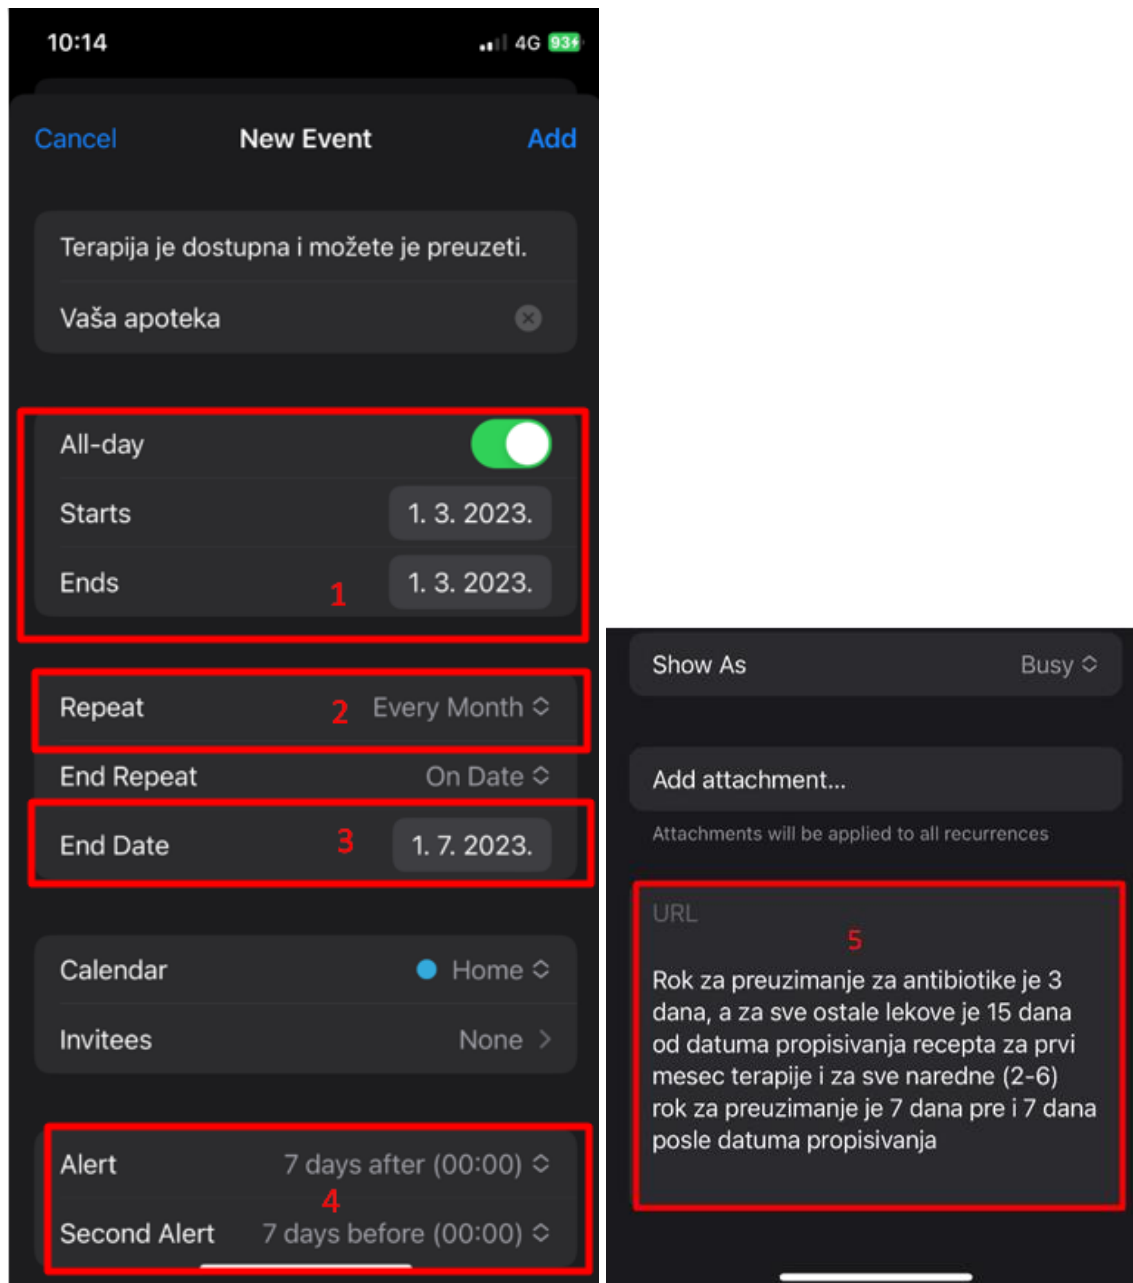 10:14
4G 93
Cancel New Event Add
Terapija je dostupna i možete je preuzeti.
Vaša apoteka
All-day
Starts 1. 3. 2023.
Ends 1. 3. 2023.
1
Repeat 2 Every Month
End Repeat On Date
End Date 3 1. 7. 2023.
Calendar Home
Invitees None
Alert 7 days after (00:00)
4
Second Alert 7 days before (00:00)
Show As Busy
Add attachment...
Attachments will be applied to all recurrences
URL
5
Rok za preuzimanje za antibiotike je 3
dana, a za sve ostale lekove je 15 dana
od datuma propisivanja recepta za prvi
mesec terapije i za sve naredne (2-6)
rok za preuzimanje je 7 dana pre i 7 dana
posle datuma propisivanja